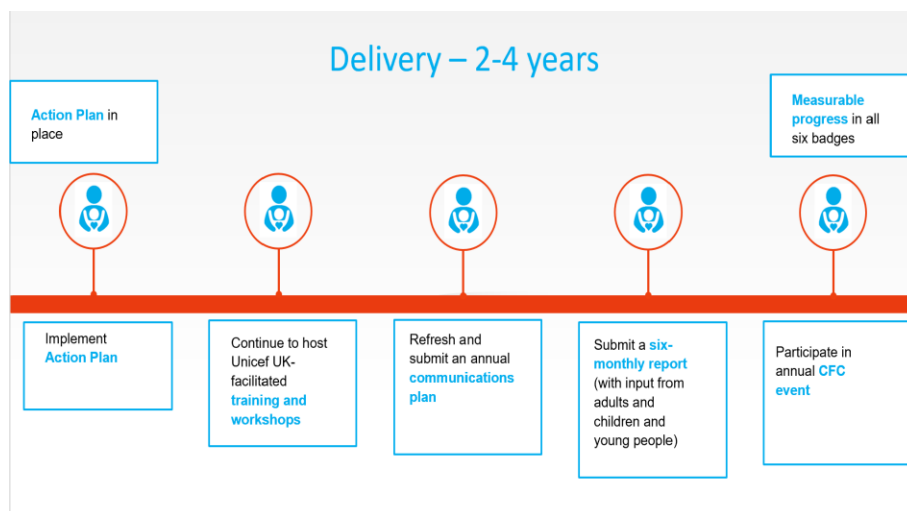 Delivery – 2-4 years
Action Plan in
place
Measurable
progress in all
six badges
Implement
Action Plan
Continue to host
Unicef UK-
facilitated
training and
workshops
Refresh and
submit an annual
communications
plan
Submit a six-
monthly report
(with input from
adults and
children and
young people)
Participate in
annual CFC
event